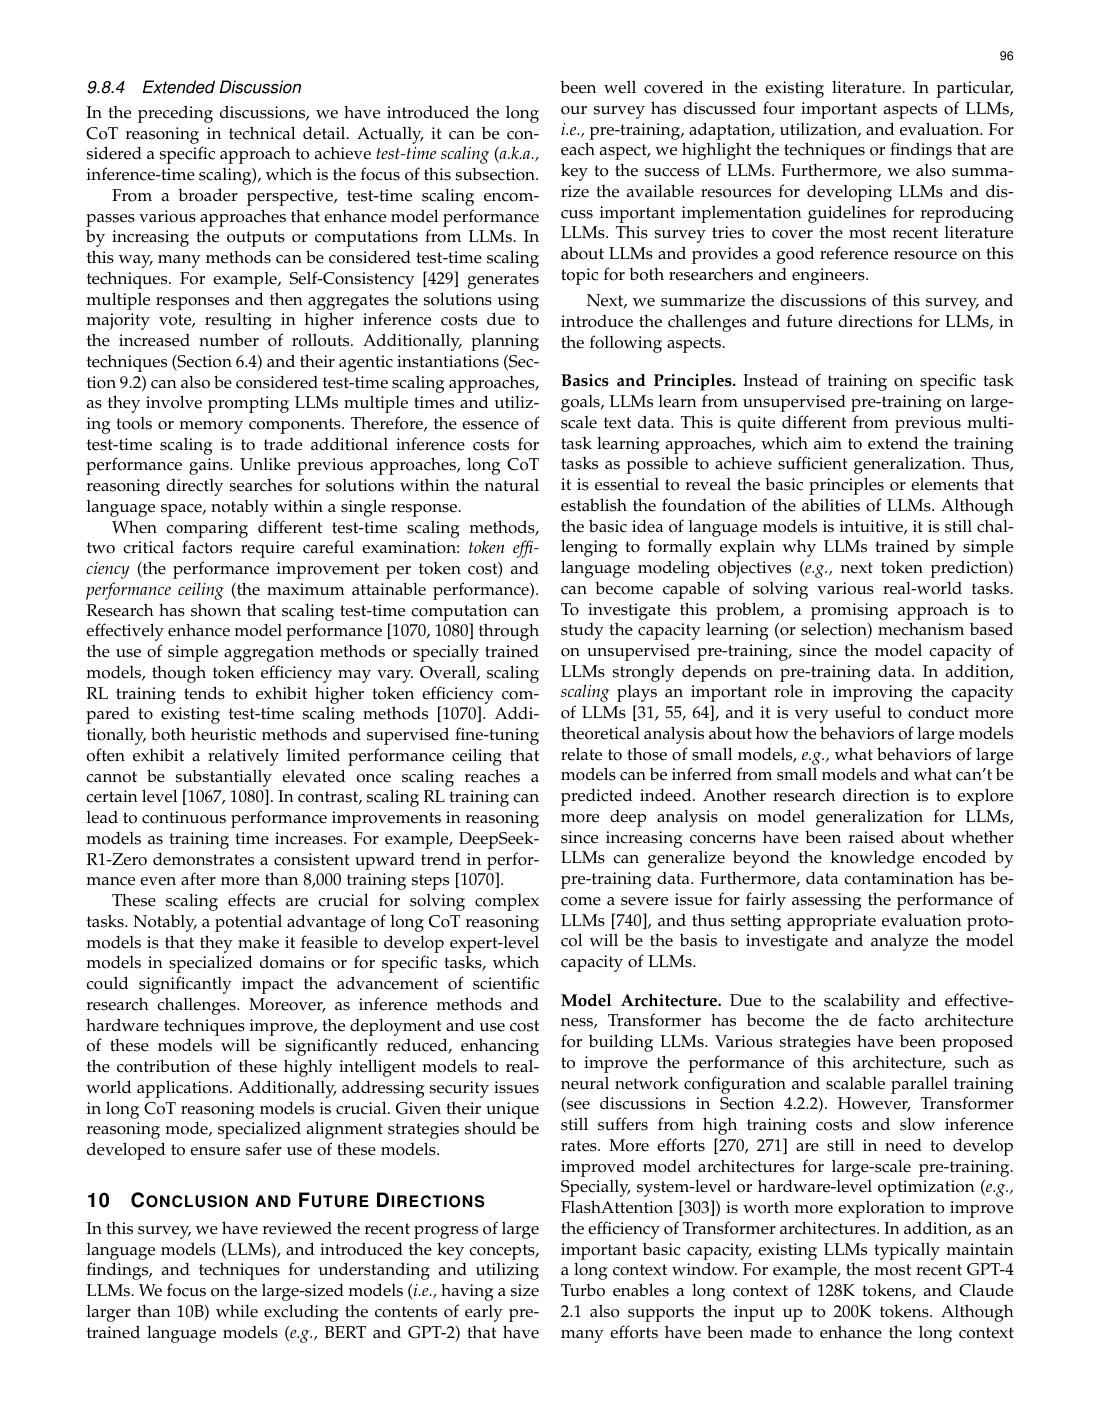 96
9.8.4 Extended Discussion
In the preceding discussions, we have introduced the long
CoT reasoning in technical detail. Actually, it can be con-
sidered a specific approach to achieve test-time scaling (a.k.a.,
inference-time scaling), which is the focus of this subsection.
From a broader perspective, test-time scaling encom-
passes various approaches that enhance model performance
by increasing the outputs or computations from LLMs. In
this way, many methods can be considered test-time scaling
techniques. For example, Self-Consistency [429] generates
multiple responses and then aggregates the solutions using
majority vote, resulting in higher inference costs due to
the increased number of rollouts. Additionally, planning
techniques (Section 6.4) and their agentic instantiations (Sec-
tion 9.2) can also be considered test-time scaling approaches,
as they involve prompting LLMs multiple times and utiliz-
ing tools or memory components. Therefore, the essence of
test-time scaling is to trade additional inference costs for
performance gains. Unlike previous approaches, long CoT
reasoning directly searches for solutions within the natural
language space, notably within a single response.
When comparing different test-time scaling methods,
two critical factors require careful examination: token effi-
ciency (the performance improvement per token cost) and
performance ceiling (the maximum attainable performance).
Research has shown that scaling test-time computation can
effectively enhance model performance [1070, 1080] through
the use of simple aggregation methods or specially trained
models, though token efficiency may vary. Overall, scaling
RL training tends to exhibit higher token efficiency com-
pared to existing test-time scaling methods [1070]. Addi-
tionally, both heuristic methods and supervised fine-tuning
often exhibit a relatively limited performance ceiling that
cannot be substantially elevated once scaling reaches a
certain level [1067, 1080]. In contrast, scaling RL training can
lead to continuous performance improvements in reasoning
models as training time increases. For example, DeepSeek-
R1-Zero demonstrates a consistent upward trend in perfor-
mance even after more than 8,000 training steps [1070].
These scaling effects are crucial for solving complex
tasks. Notably, a potential advantage of long CoT reasoning
models is that they make it feasible to develop expert-level
models in specialized domains or for specific tasks, which
could significantly impact the advancement of scientific
research challenges. Moreover, as inference methods and
hardware techniques improve, the deployment and use cost
of these models will be significantly reduced, enhancing
the contribution of these highly intelligent models to real-
world applications. Additionally, addressing security issues
in long CoT reasoning models is crucial. Given their unique
reasoning mode, specialized alignment strategies should be
developed to ensure safer use of these models.
10 CONCLUSION AND FUTURE DIRECTIONS
In this survey, we have reviewed the recent progress of large
language models (LLMs), and introduced the key concepts,
findings, and techniques for understanding and utilizing
LLMs. We focus on the large-sized models (i.e., having a size
larger than 10B) while excluding the contents of early pre-
trained language models (e.g., BERT and GPT-2) that have
been well covered in the existing literature. In particular,
our survey has discussed four important aspects of LLMs,
i.e., pre-training, adaptation, utilization, and evaluation. For
each aspect, we highlight the techniques or findings that are
key to the success of LLMs. Furthermore, we also summa-
rize the available resources for developing LLMs and dis-
cuss important implementation guidelines for reproducing
LLMs. This survey tries to cover the most recent literature
about LLMs and provides a good reference resource on this
topic for both researchers and engineers.
Next, we summarize the discussions of this survey, and
introduce the challenges and future directions for LLMs, in
the following aspects.
Basics and Principles. Instead of training on specific task
goals, LLMs learn from unsupervised pre-training on large-
scale text data. This is quite different from previous multi-
task learning approaches, which aim to extend the training
tasks as possible to achieve sufficient generalization. Thus,
it is essential to reveal the basic principles or elements that
establish the foundation of the abilities of LLMs. Although
the basic idea of language models is intuitive, it is still chal-
lenging to formally explain why LLMs trained by simple
language modeling objectives (e.g., next token prediction)
can become capable of solving various real-world tasks.
To investigate this problem, a promising approach is to
study the capacity learning (or selection) mechanism based
on unsupervised pre-training, since the model capacity of
LLMs strongly depends on pre-training data. In addition,
scaling plays an important role in improving the capacity
of LLMs [31, 55, 64], and it is very useful to conduct more
theoretical analysis about how the behaviors of large models
relate to those of small models, e.g., what behaviors of large
models can be inferred from small models and what can't be
predicted indeed. Another research direction is to explore
more deep analysis on model generalization for LLMs,
since increasing concerns have been raised about whether
LLMs can generalize beyond the knowledge encoded by
pre-training data. Furthermore, data contamination has be-
come a severe issue for fairly assessing the performance of
LLMs [740], and thus setting appropriate evaluation proto-
col will be the basis to investigate and analyze the model
capacity of LLMs.
Model Architecture. Due to the scalability and effective-
ness, Transformer has become the de facto architecture
for building LLMs. Various strategies have been proposed
to improve the performance of this architecture, such as
neural network configuration and scalable parallel training
(see discussions in Section 4.2.2). However, Transformer
still suffers from high training costs and slow inference
rates. More efforts [270, 271] are still in need to develop
improved model architectures for large-scale pre-training.
Specially, system-level or hardware-level optimization (e.g.,
FlashAttention [303]) is worth more exploration to improve
the efficiency of Transformer architectures. In addition, as an
important basic capacity, existing LLMs typically maintain
a long context window. For example, the most recent GPT-4
Turbo enables a long context of 128K tokens, and Claude
2.1 also supports the input up to 200K tokens. Although
many efforts have been made to enhance the long context